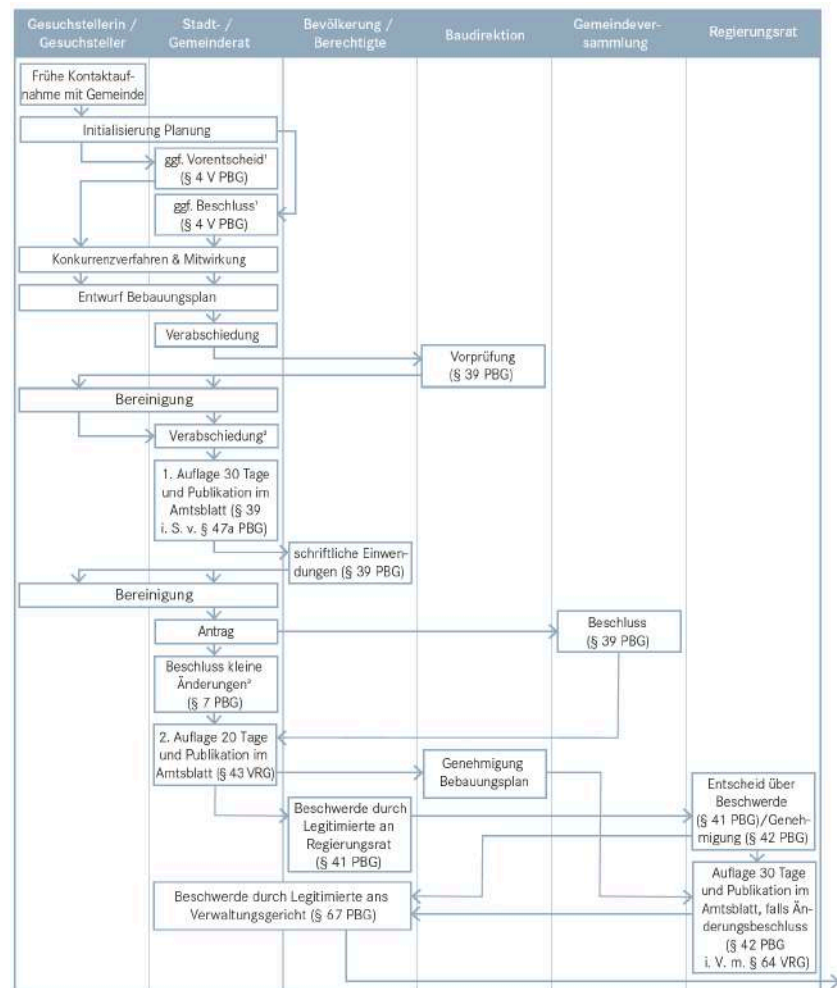 Gesuchstellerin /
Gesuchsteller
Stadt- /
Gemeinderat
Bevölkerung /
Berechtigte
Baudirektion
Gemeindever-
sammlung
Regierungsrat
Frühe Kontaktauf-
nahme mit Gemeinde
Initialisierung Planung
ggf. Vorentscheid¹
(§ 4 V PBG)
ggf. Beschluss¹
(§ 4 V PBG)
Konkurrenzverfahren & Mitwirkung
Entwurf Bebauungsplan
Verabschiedung
Vorprüfung
(§ 39 PBG)
Bereinigung
Verabschiedung²
1. Auflage 30 Tage
und Publikation im
Amtsblatt (§ 39
i. S. v. § 47a PBG)
schriftliche Einwen-
dungen (§ 39 PBG)
Bereinigung
Antrag
Beschluss
(§ 39 PBG)
Beschluss kleine
Änderungen³
(§ 7 PBG)
2. Auflage 20 Tage
und Publikation im
Amtsblatt (§ 43 VRG)
Genehmigung
Bebauungsplan
Entscheid über
Beschwerde
(§ 41 PBG)/Geneh-
migung (§ 42 PBG)
Beschwerde durch
Legitimierte an
Regierungsrat
(§ 41 PBG)
Auflage 30 Tage
und Publikation im
Amtsblatt, falls Än-
derungsbeschluss
(§ 42 PBG
i. V. m. § 64 VRG)
Beschwerde durch Legitimierte ans
Verwaltungsgericht (§ 67 PBG)